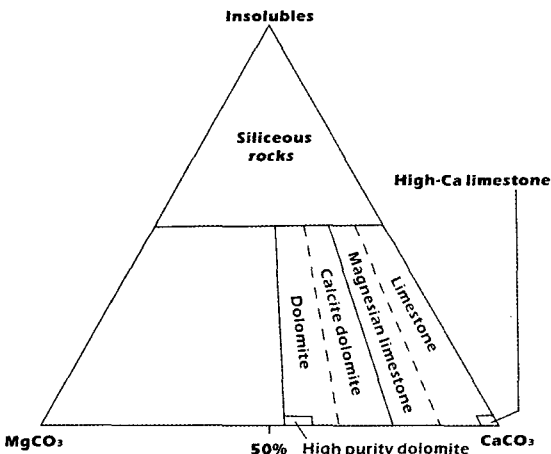 Insolubles
Siliceous
rocks
High-Ca limestone
Dolomite
Calcite dolomite
Magnesian limestone
Limestone
MgCO₃
50%
High purity dolomite
CaCO₃